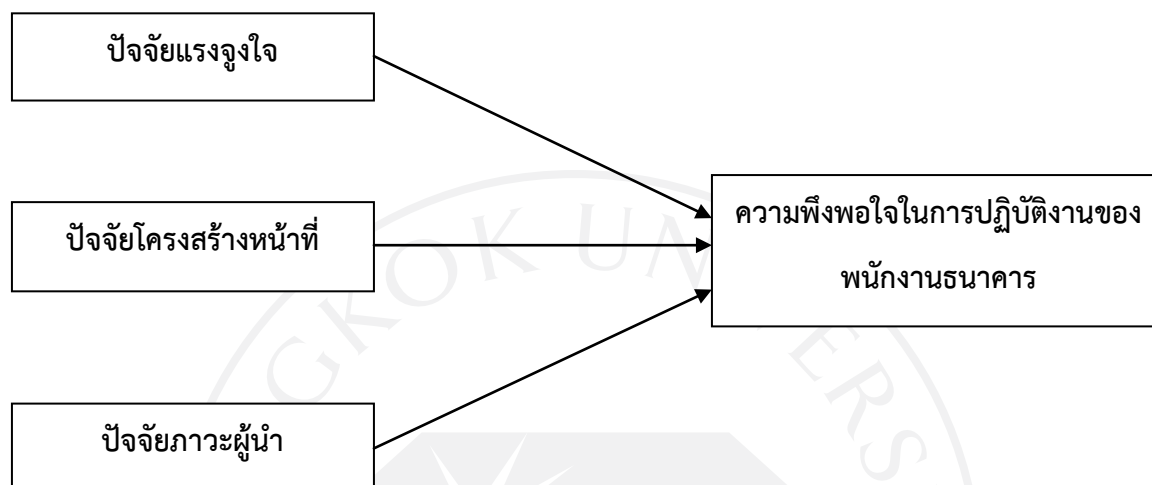 ปัจจัยแรงจูงใจ
ปัจจัยโครงสร้างหน้าที่
ความพึงพอใจในการปฏิบัติงานของ
พนักงานธนาคาร
ปัจจัยภาวะผู้นำ
GKOK UNIVERS